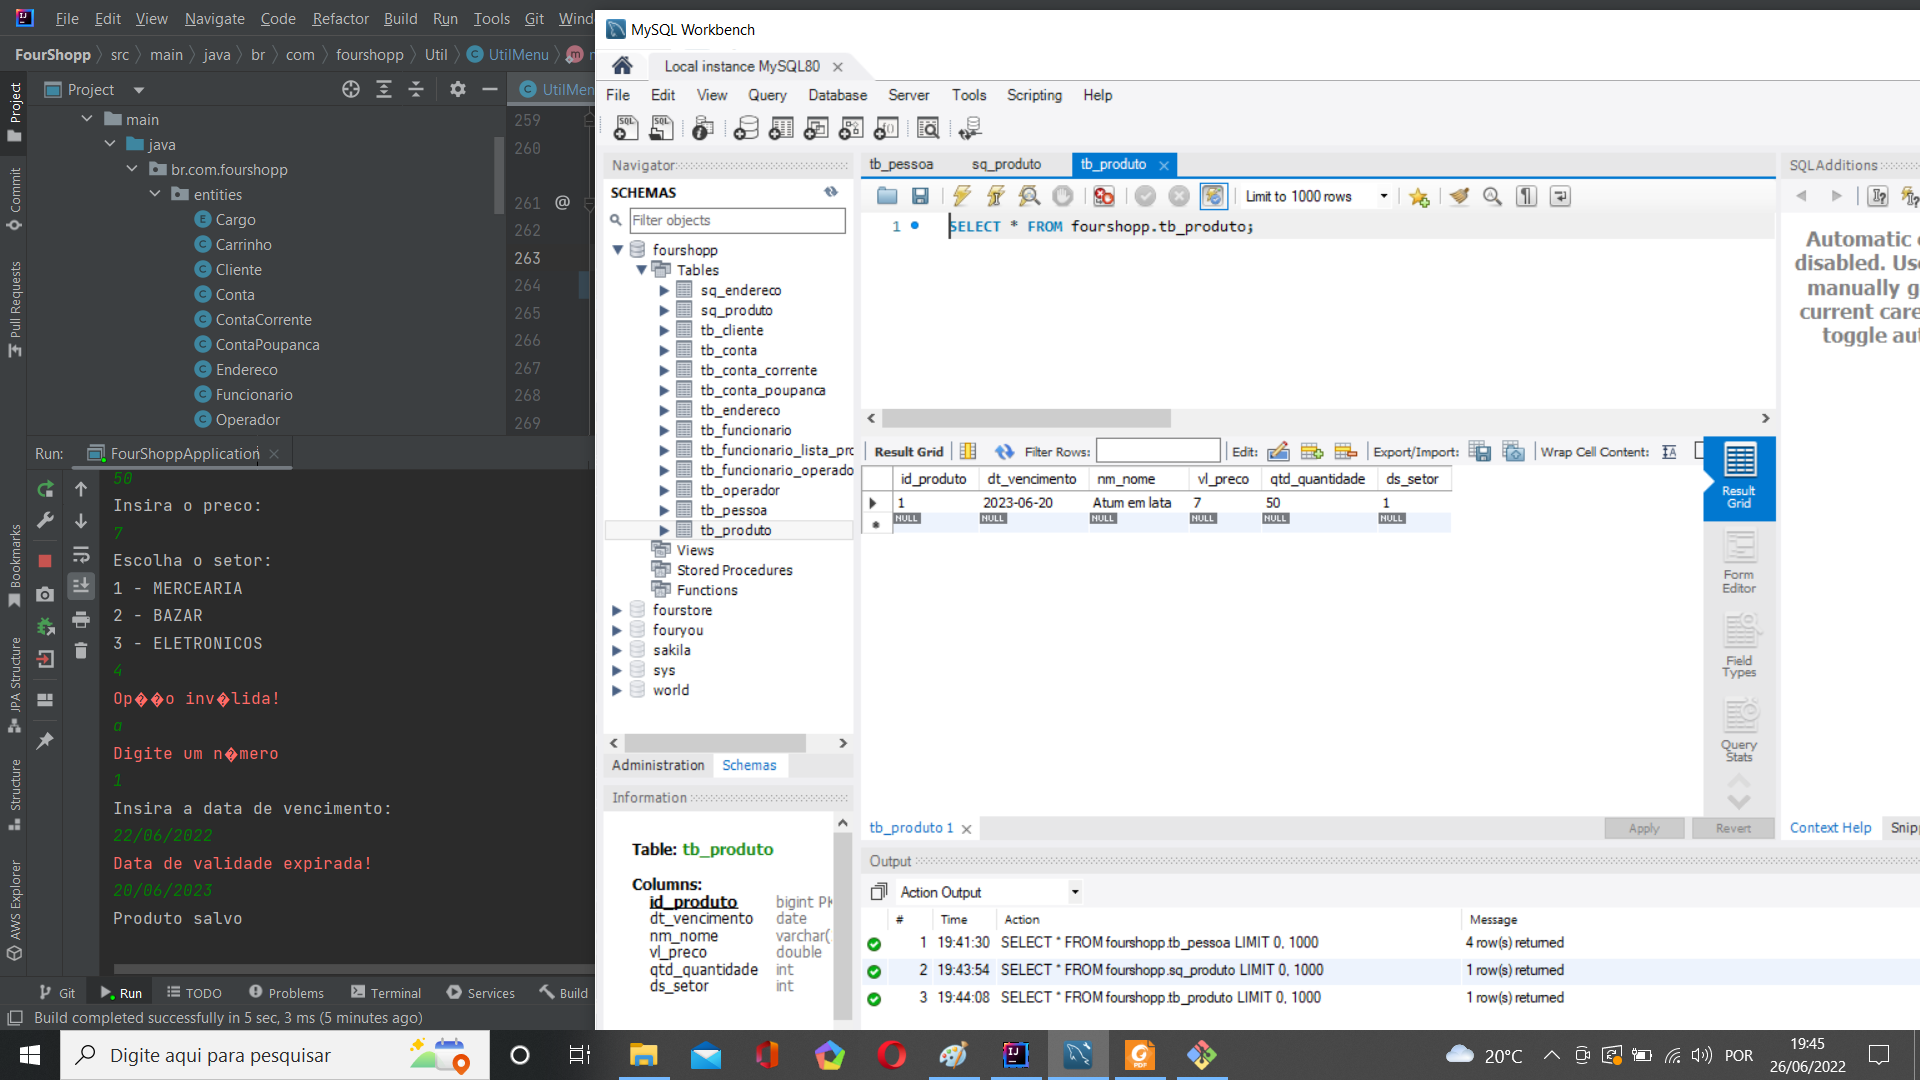 File Edit View Navigate Code Refactor Build Run Tools Git Wind
FourShopp src main java br com fourshopp Util UtilMenu
Project
UtilMen
main
java
br.com.fourshopp
entities
Cargo
Carrinho
Cliente
Conta
ContaCorrente
ContaPoupanca
Endereco
Funcionario
Operador
259
260
261 @
262
263
264
265
266
267
268
269
Project
Commit
Pull Requests
Bookmarks
JPA Structure
Structure
AWS Explorer
Run: FourShoppApplication
50
Insira o preco:
7
Escolha o setor:
1 - MERCEARIA
2 - BAZAR
3 - ELETRONICOS
4
Op��o inv�lida!
a
Digite um n�mero
1
Insira a data de vencimento:
22/06/2022
Data de validade expirada!
20/06/2023
Produto salvo
Git Run TODO Problems Terminal Services Build
Build completed successfully in 5 sec, 3 ms (5 minutes ago)
MySQL Workbench
Local instance MySQL80
File Edit View Query Database Server Tools Scripting Help
Navigator
SCHEMAS
Filter objects
fourshopp
Tables
sq_endereco
sq_produto
tb_cliente
tb_conta
tb_conta_corrente
tb_conta_poupanca
tb_endereco
tb_funcionario
tb_funcionario_lista_prc
tb_funcionario_operado
tb_operador
tb_pessoa
tb_produto
Views
Stored Procedures
Functions
fourstore
fouryou
sakila
sys
world
Administration Schemas
Information
Table: tb_produto
Columns:
id_produto bigint PK
dt_vencimento date
nm_nome varchar(
vl_preco double
qtd_quantidade int
ds_setor int
tb_pessoa sq_produto tb_produto
Limit to 1000 rows
1 SELECT * FROM fourshopp.tb_produto;
Result Grid Filter Rows: Edit: Export/Import: Wrap Cell Content:
id_produto dt_vencimento nm_nome vl_preco qtd_quantidade ds_setor
1 2023-06-20 Atum em lata 7 50 1
NULL NULL NULL NULL NULL NULL
Result Grid
Form Editor
Field Types
Query Stats
tb_produto 1
Apply Revert
SQLAdditions
Automatic c
disabled. Use
manually g
current care
toggle aut
Context Help Snipp
Output
Action Output
# Time Action Message
1 19:41:30 SELECT * FROM fourshopp.tb_pessoa LIMIT 0, 1000 4 row(s) returned
2 19:43:54 SELECT * FROM fourshopp.sq_produto LIMIT 0, 1000 1 row(s) returned
3 19:44:08 SELECT * FROM fourshopp.tb_produto LIMIT 0, 1000 1 row(s) returned
Digite aqui para pesquisar
20°C
POR
19:45
26/06/2022